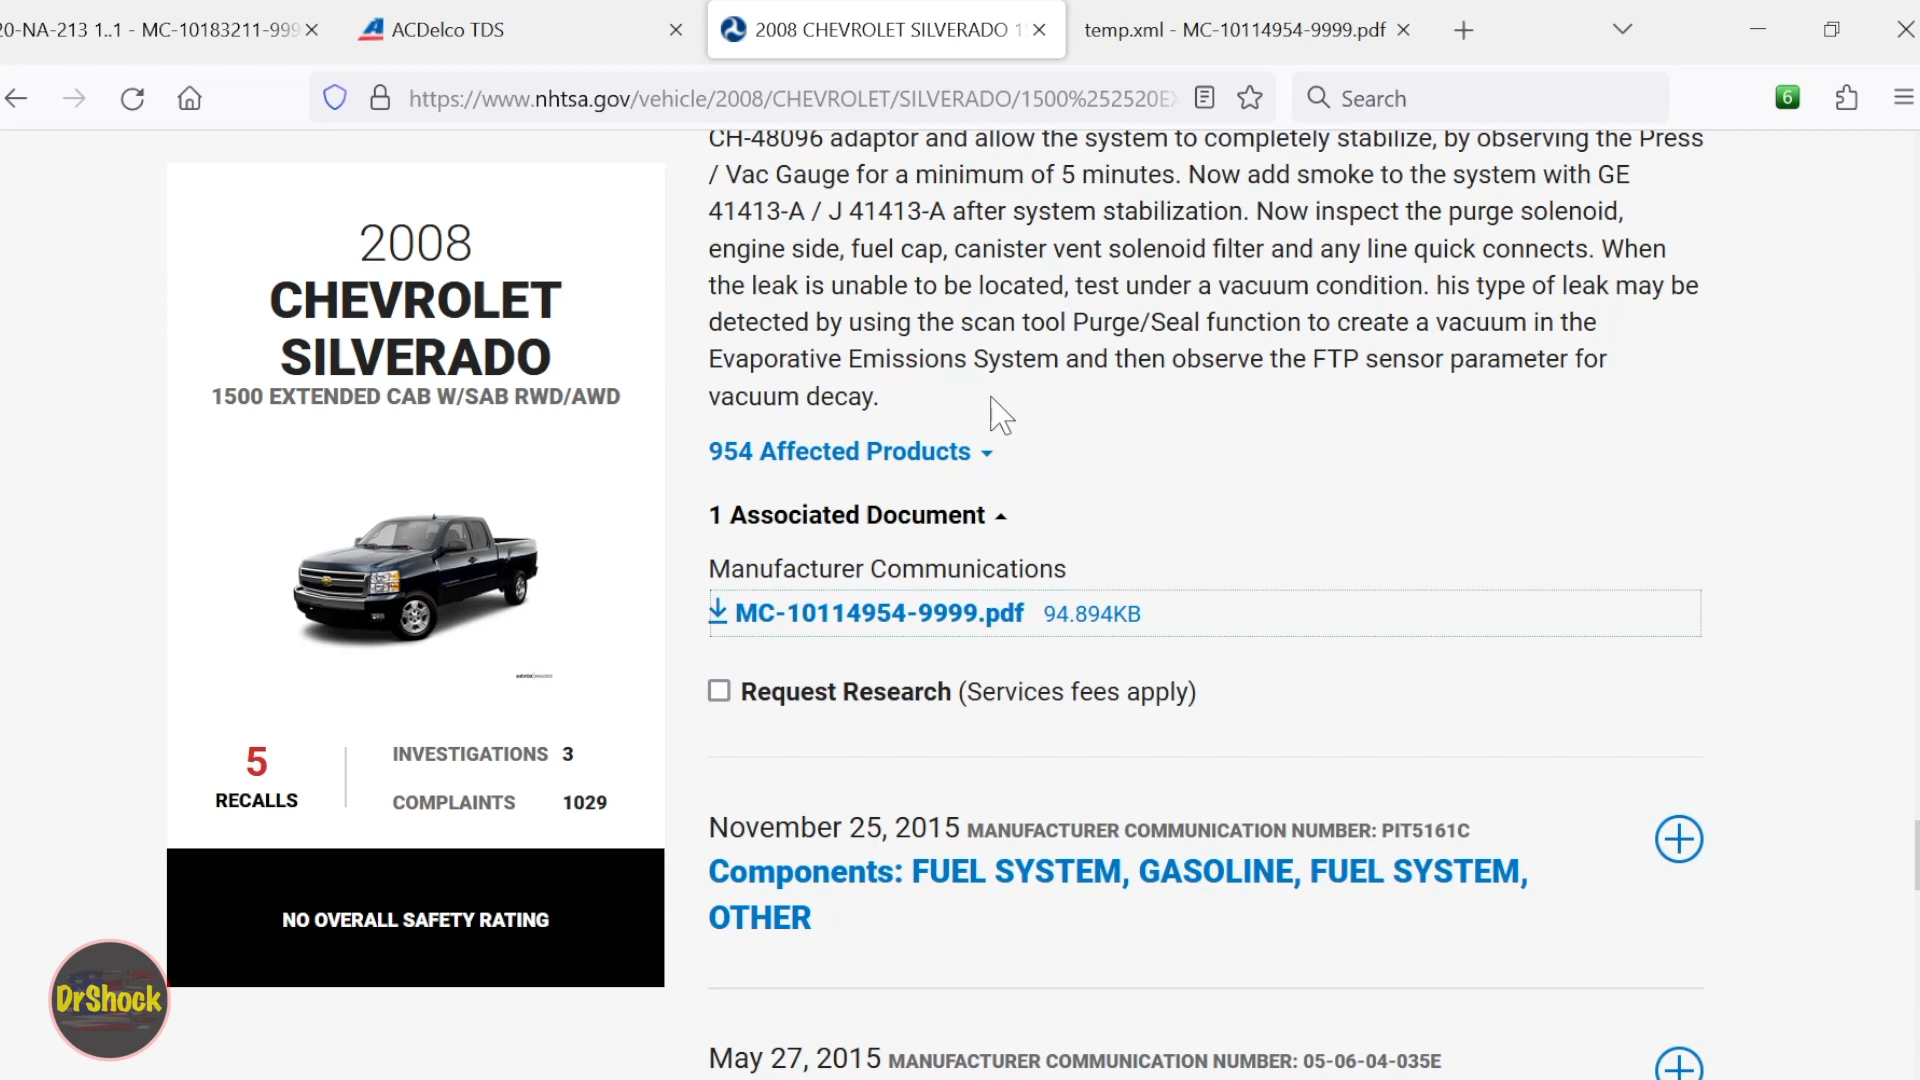 20-NA-213 1..1 - MC-10183211-999
ACDelco TDS
2008 CHEVROLET SILVERADO 1
temp.xml - MC-10114954-9999.pdf
https://www.nhtsa.gov/vehicle/2008/CHEVROLET/SILVERADO/1500%252520EX
Search
6
CH-48096 adaptor and allow the system to completely stabilize, by observing the Press
/ Vac Gauge for a minimum of 5 minutes. Now add smoke to the system with GE
41413-A / J 41413-A after system stabilization. Now inspect the purge solenoid,
engine side, fuel cap, canister vent solenoid filter and any line quick connects. When
the leak is unable to be located, test under a vacuum condition. his type of leak may be
detected by using the scan tool Purge/Seal function to create a vacuum in the
Evaporative Emissions System and then observe the FTP sensor parameter for
vacuum decay.
954 Affected Products
1 Associated Document
Manufacturer Communications
MC-10114954-9999.pdf 94.894KB
Request Research (Services fees apply)
November 25, 2015 MANUFACTURER COMMUNICATION NUMBER: PIT5161C
Components: FUEL SYSTEM, GASOLINE, FUEL SYSTEM,
OTHER
May 27, 2015 MANUFACTURER COMMUNICATION NUMBER: 05-06-04-035E
2008
CHEVROLET
SILVERADO
1500 EXTENDED CAB W/SAB RWD/AWD
5
RECALLS
INVESTIGATIONS 3
COMPLAINTS 1029
NO OVERALL SAFETY RATING
DrShock